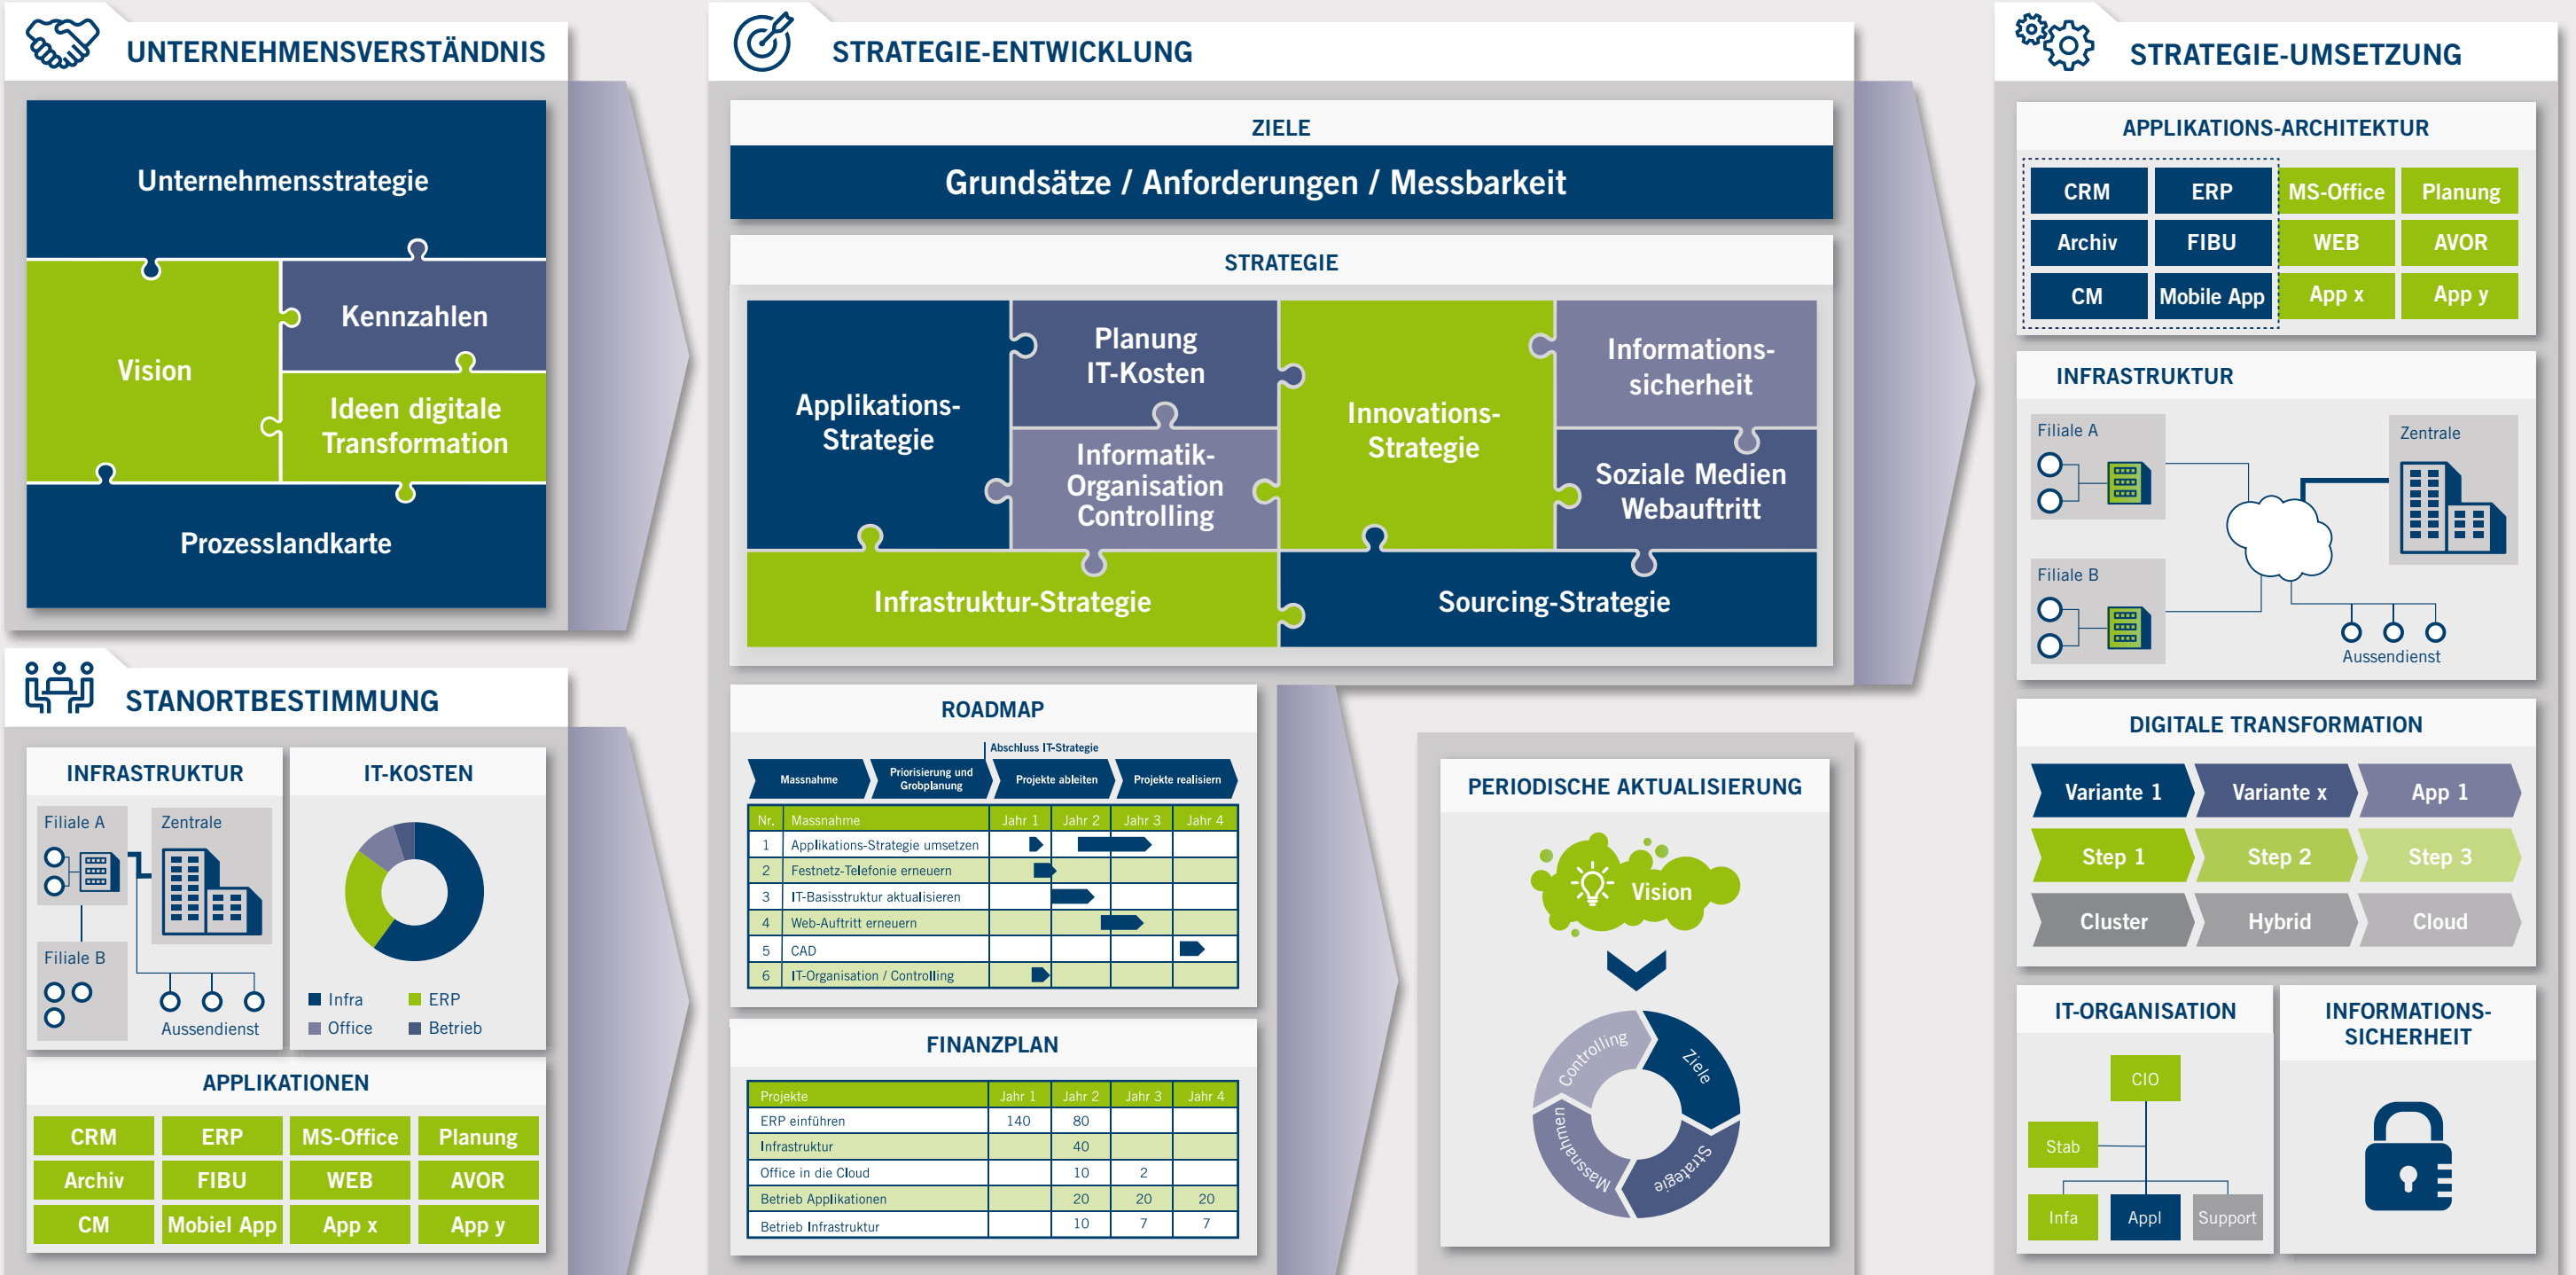 UNTERNEHMENSVERSTÄNDNIS
Unternehmensstrategie
Vision
Kennzahlen
Ideen digitale
Transformation
Prozesslandkarte
STANORTBESTIMMUNG
INFRASTRUKTUR
Filiale A
Zentrale
Filiale B
Aussendienst
IT-KOSTEN
Infra
ERP
Office
Betrieb
APPLIKATIONEN
CRM ERP MS-Office Planung
Archiv FIBU WEB AVOR
CM Mobiel App App x App y
STRATEGIE-ENTWICKLUNG
ZIELE
Grundsätze / Anforderungen / Messbarkeit
STRATEGIE
Applikations-
Strategie
Planung
IT-Kosten
Informatik-
Organisation
Controlling
Innovations-
Strategie
Informations-
sicherheit
Soziale Medien
Webauftritt
Infrastruktur-Strategie
Sourcing-Strategie
ROADMAP
Abschluss IT-Strategie
Massnahme
Priorisierung und
Grobplanung
Projekte ableiten
Projekte realisiern
Nr. Massnahme Jahr 1 Jahr 2 Jahr 3 Jahr 4
1 Applikations-Strategie umsetzen
2 Festnetz-Telefonie erneuern
3 IT-Basisstruktur aktualisieren
4 Web-Auftritt erneuern
5 CAD
6 IT-Organisation / Controlling
FINANZPLAN
Projekte Jahr 1 Jahr 2 Jahr 3 Jahr 4
ERP einführen 140 80
Infrastruktur 40
Office in die Cloud 10 2
Betrieb Applikationen 20 20 20
Betrieb Infrastruktur 10 7 7
PERIODISCHE AKTUALISIERUNG
Vision
Controlling
Ziele
Massnahmen
Strategie
STRATEGIE-UMSETZUNG
APPLIKATIONS-ARCHITEKTUR
CRM ERP MS-Office Planung
Archiv FIBU WEB AVOR
CM Mobile App App x App y
INFRASTRUKTUR
Filiale A
Zentrale
Filiale B
Aussendienst
DIGITALE TRANSFORMATION
Variante 1 Variante x App 1
Step 1 Step 2 Step 3
Cluster Hybrid Cloud
IT-ORGANISATION
CIO
Stab
Infa Appl Support
INFORMATIONS-
SICHERHEIT